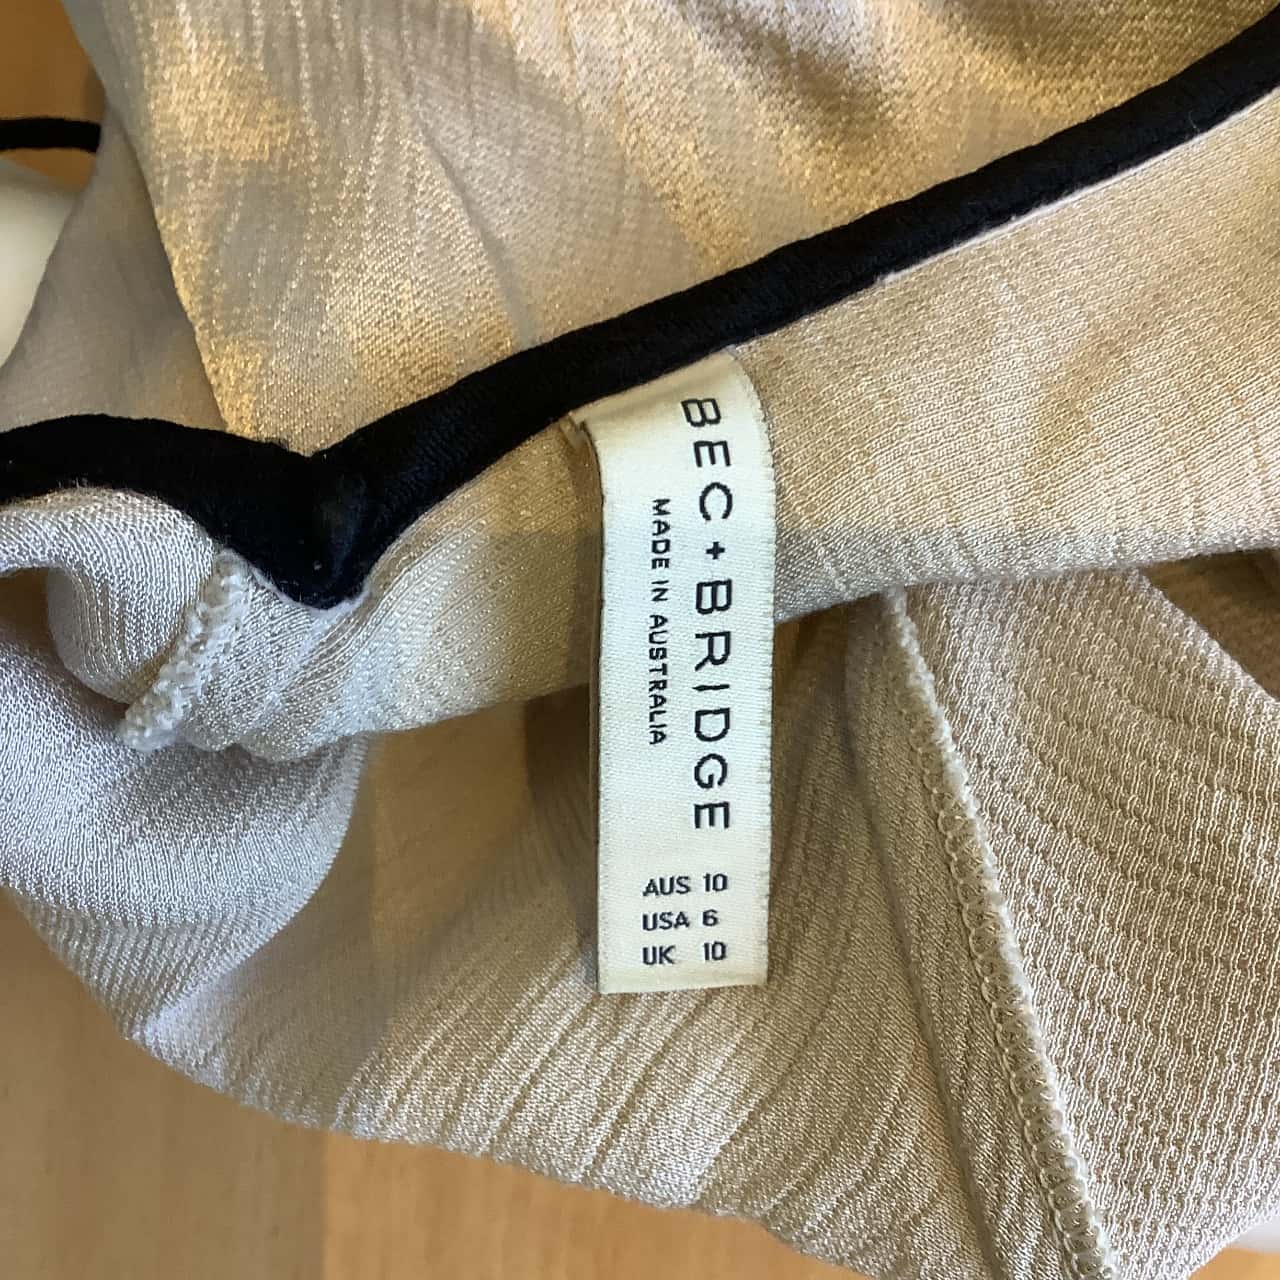 BEC + BRIDGE
MADE IN AUSTRALIA
AUS 10
USA 6
UK 10